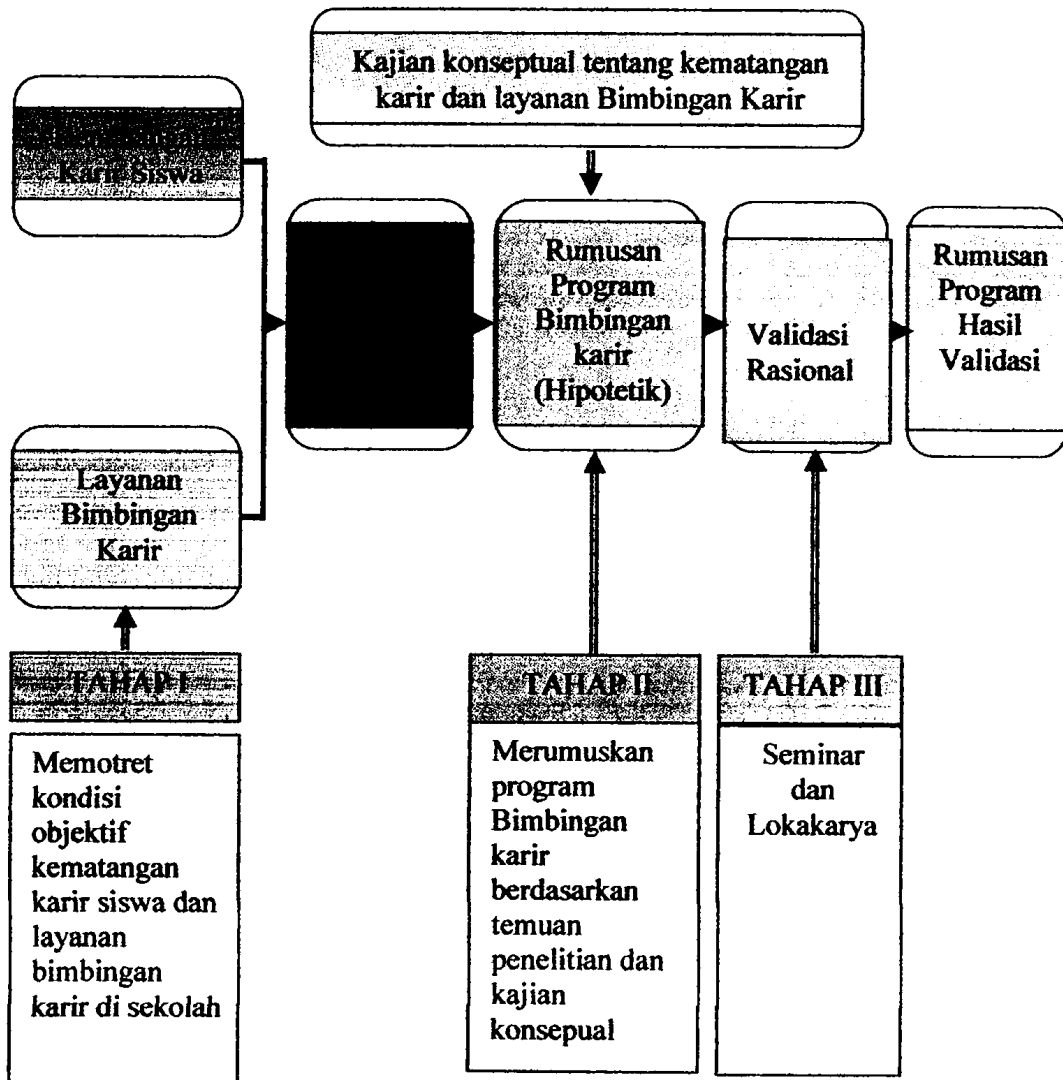 Kajian konseptual tentang kematangan
karir dan layanan Bimbingan Karir
Karir Siswa
Rumusan
Program
Bimbingan
karir
(Hipotetik)
Validasi
Rasional
Rumusan
Program
Hasil
Validasi
Layanan
Bimbingan
Karir
TAHAP I
Memotret
kondisi
objektif
kematangan
karir siswa dan
layanan
bimbingan
karir di sekolah
TAHAP II
Merumuskan
program
Bimbingan
karir
berdasarkan
temuan
penelitian dan
kajian
konsepual
TAHAP III
Seminar
dan
Lokakarya